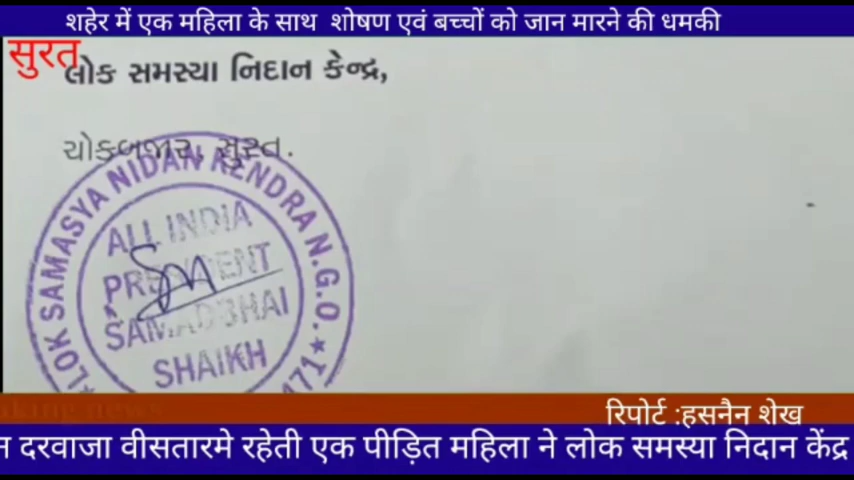 शहेर में एक महिला के साथ शोषण एवं बच्चों को जान मारने की धमकी
सुरत
લોક સમસ્યા નિદાન કેન્દ્ર,
ચોકબજાર, સુરત.
LOK SAMASYA NIDAN KENDRA N.G.O.
ALL INDIA
PRESIDENT
SAMADBHAI
SHAIKH
रिपोर्ट :हसनैन शेख
दरवाजा वीसतारमे रहेती एक पीड़ित महिला ने लोक समस्या निदान केंद्र